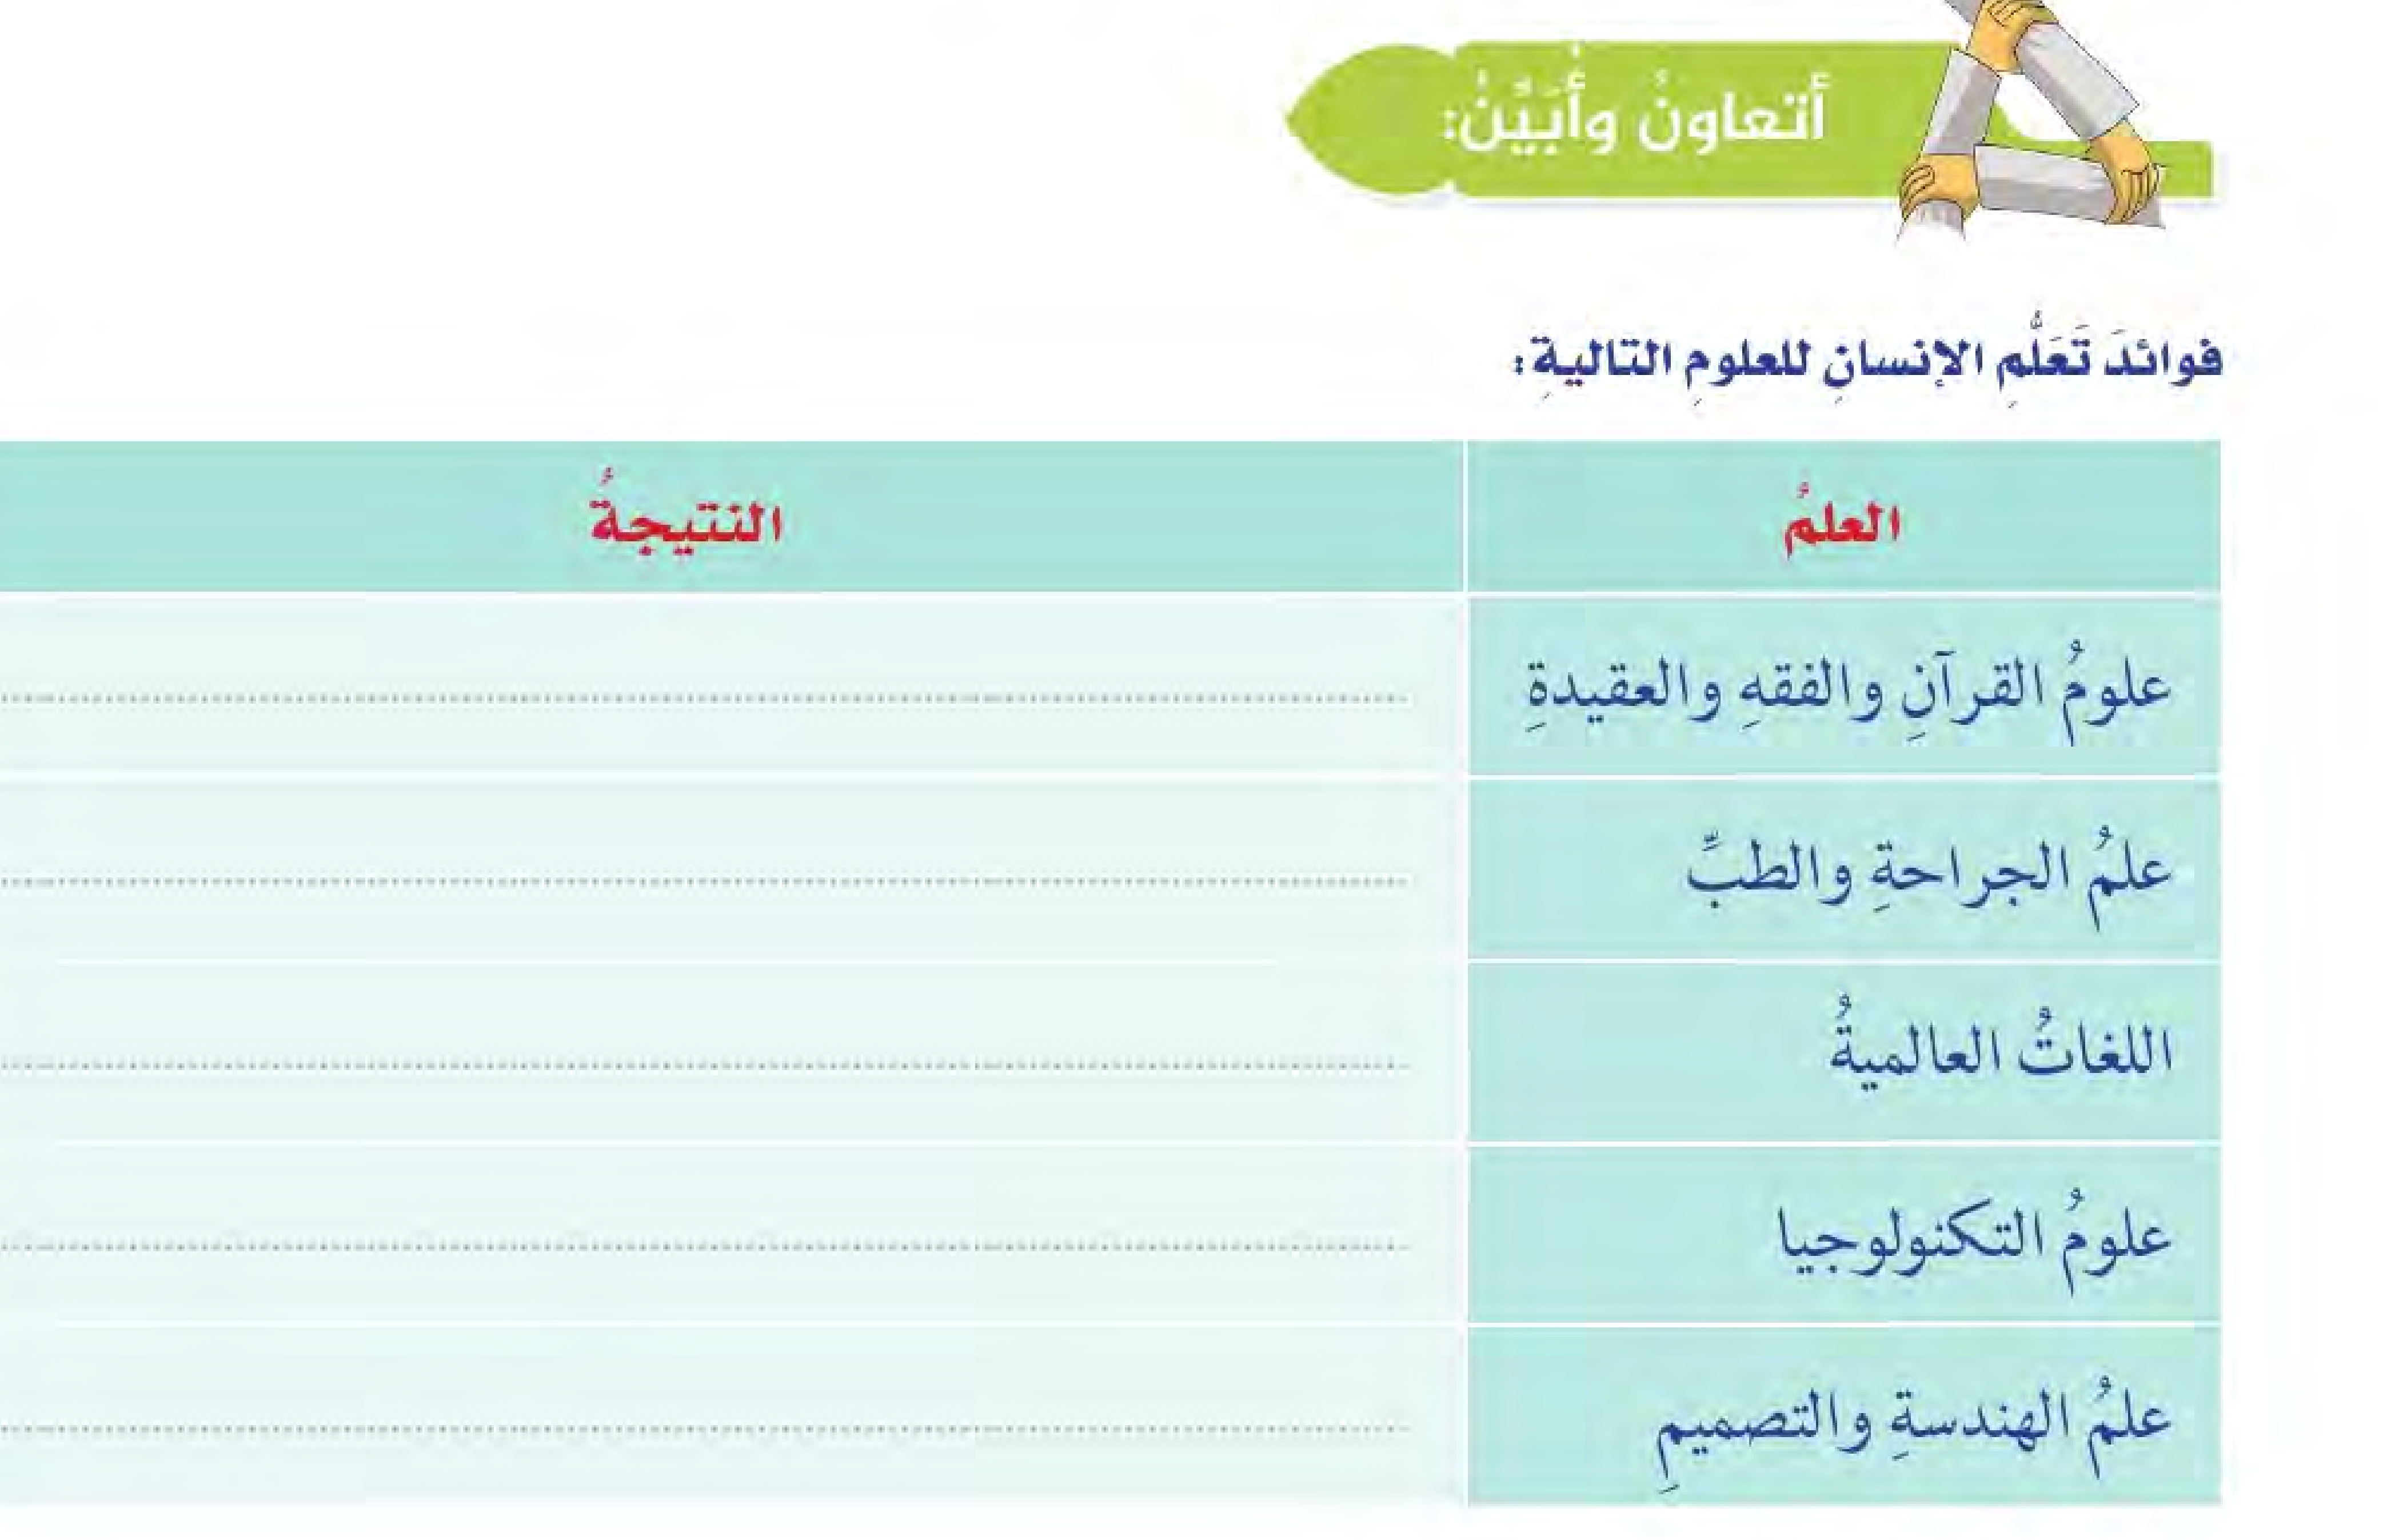 أتعاونُ وأُبَيِّنُ:
فوائدَ تَعَلُّمِ الإنسانِ للعلومِ التاليةِ:
العلمُ
النتيجةُ
علومُ القرآنِ والفقهِ والعقيدةِ
علمُ الجراحةِ والطبِّ
اللغاتُ العالميةُ
علومُ التكنولوجيا
علمُ الهندسةِ والتصميمِ